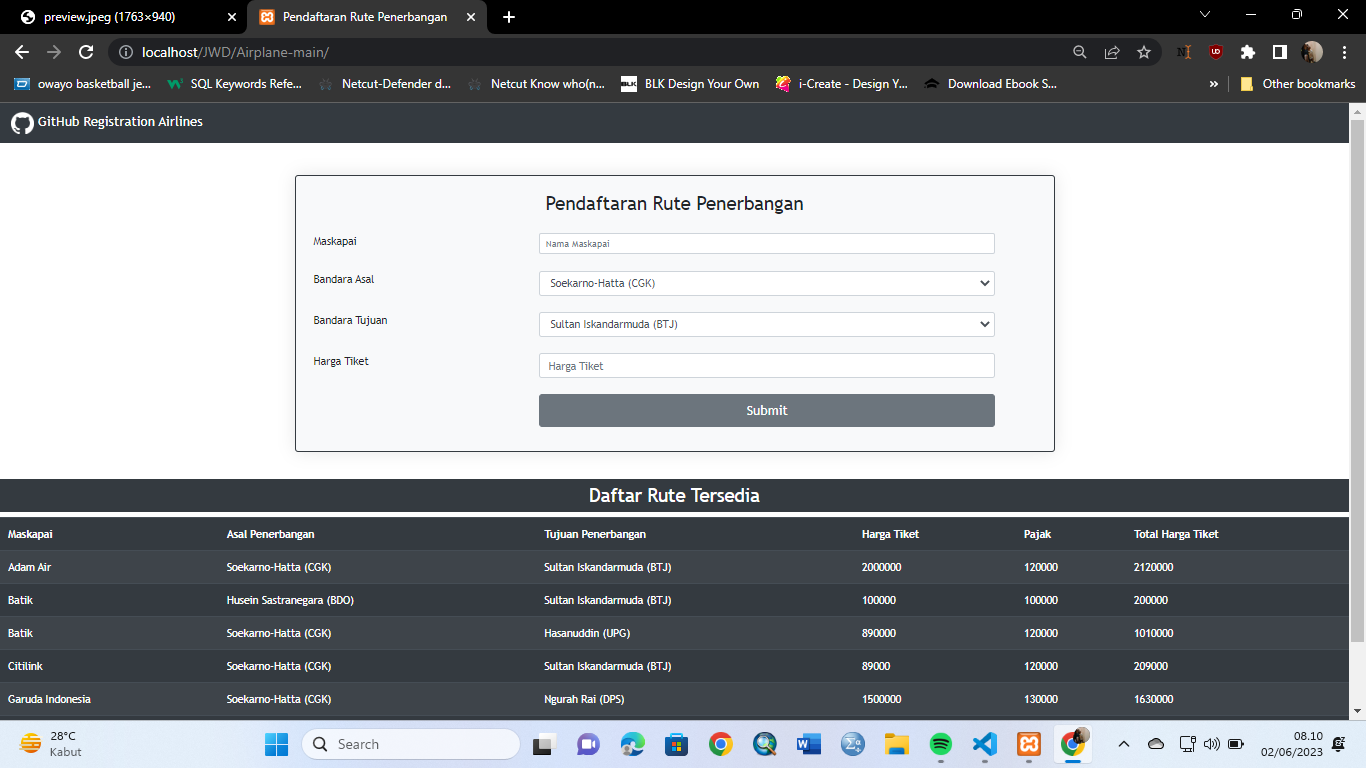 preview.jpeg (1763×940)
Pendaftaran Rute Penerbangan
localhost/JWD/Airplane-main/
owayo basketball je...
SQL Keywords Refe...
Netcut-Defender d...
Netcut Know who(n...
BLK Design Your Own
i-Create - Design Y...
Download Ebook S...
»
Other bookmarks
GitHub Registration Airlines
Pendaftaran Rute Penerbangan
Maskapai
Nama Maskapai
Bandara Asal
Soekarno-Hatta (CGK)
Bandara Tujuan
Sultan Iskandarmuda (BTJ)
Harga Tiket
Harga Tiket
Submit
Daftar Rute Tersedia
Maskapai Asal Penerbangan Tujuan Penerbangan Harga Tiket Pajak Total Harga Tiket
Adam Air Soekarno-Hatta (CGK) Sultan Iskandarmuda (BTJ) 2000000 120000 2120000
Batik Husein Sastranegara (BDO) Sultan Iskandarmuda (BTJ) 100000 100000 200000
Batik Soekarno-Hatta (CGK) Hasanuddin (UPG) 890000 120000 1010000
Citilink Soekarno-Hatta (CGK) Sultan Iskandarmuda (BTJ) 89000 120000 209000
Garuda Indonesia Soekarno-Hatta (CGK) Ngurah Rai (DPS) 1500000 130000 1630000
28°C
Kabut
Search
08.10
02/06/2023